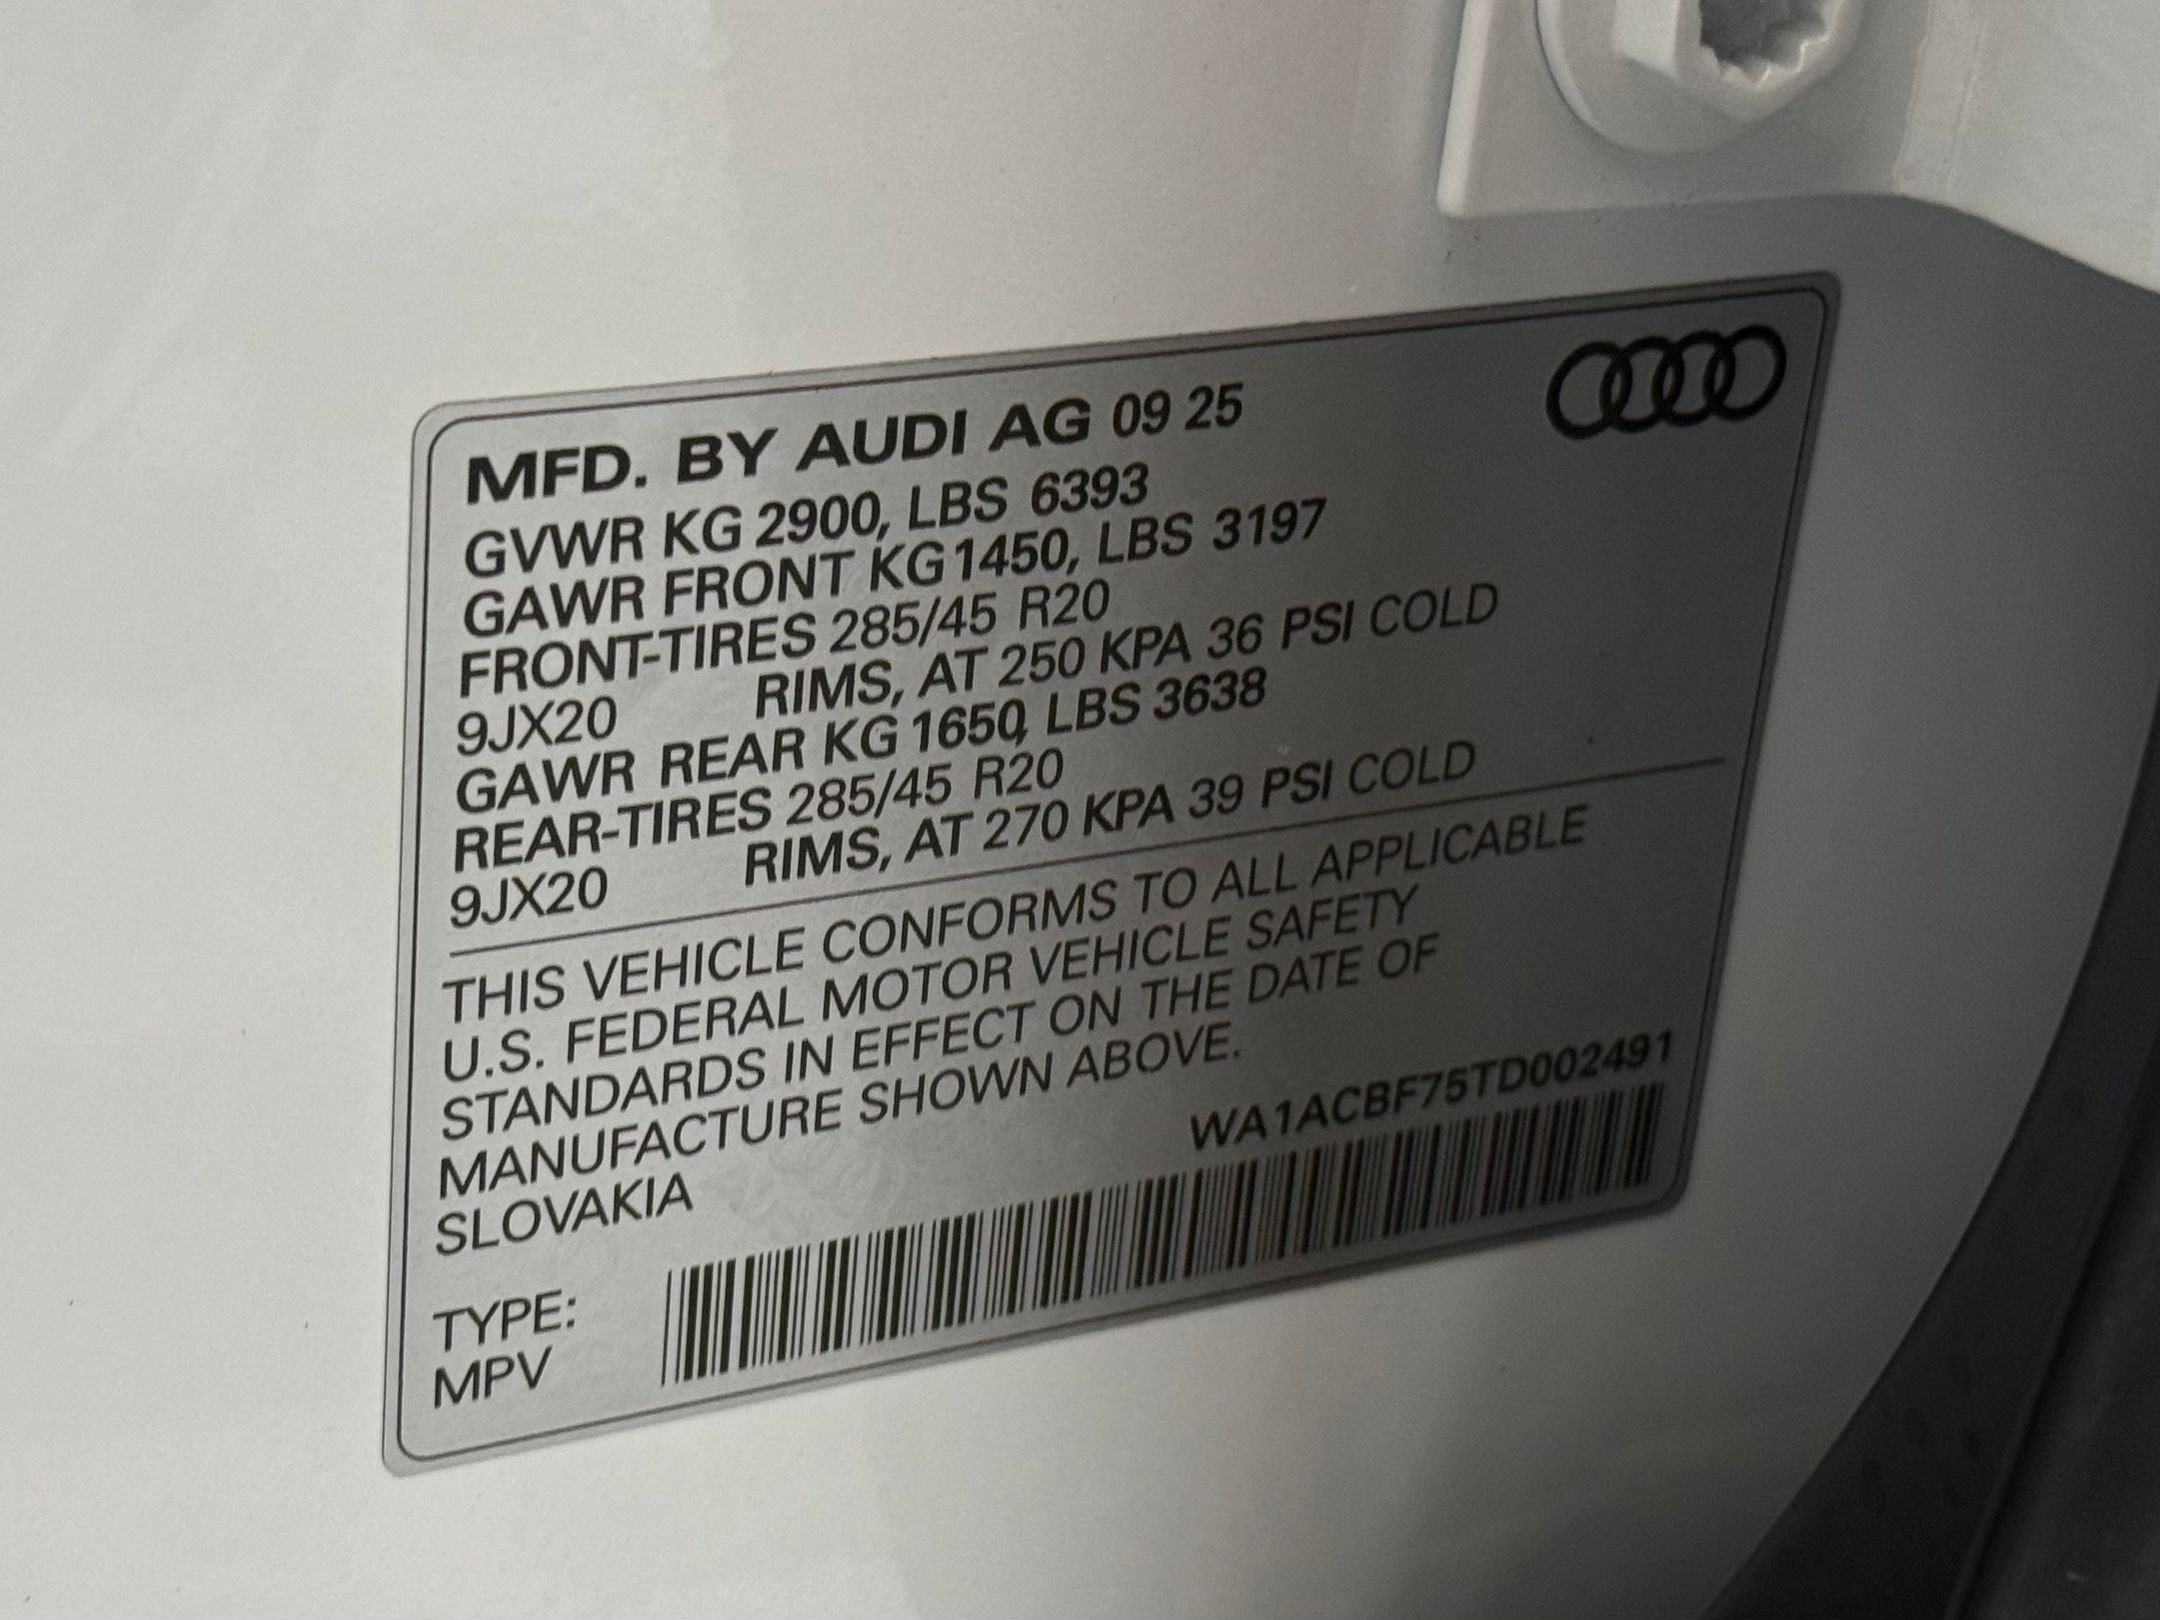 MFD. BY AUDI AG 09 25
GVWR KG 2900, LBS 6393
GAWR FRONT KG 1450, LBS 3197
FRONT-TIRES 285/45 R20
9JX20 RIMS, AT 250 KPA 36 PSI COLD
GAWR REAR KG 1650, LBS 3638
REAR-TIRES 285/45 R20
9JX20 RIMS, AT 270 KPA 39 PSI COLD
THIS VEHICLE CONFORMS TO ALL APPLICABLE
U.S. FEDERAL MOTOR VEHICLE SAFETY
STANDARDS IN EFFECT ON THE DATE OF
MANUFACTURE SHOWN ABOVE.
SLOVAKIA
WA1ACBF75TD002491
TYPE:
MPV